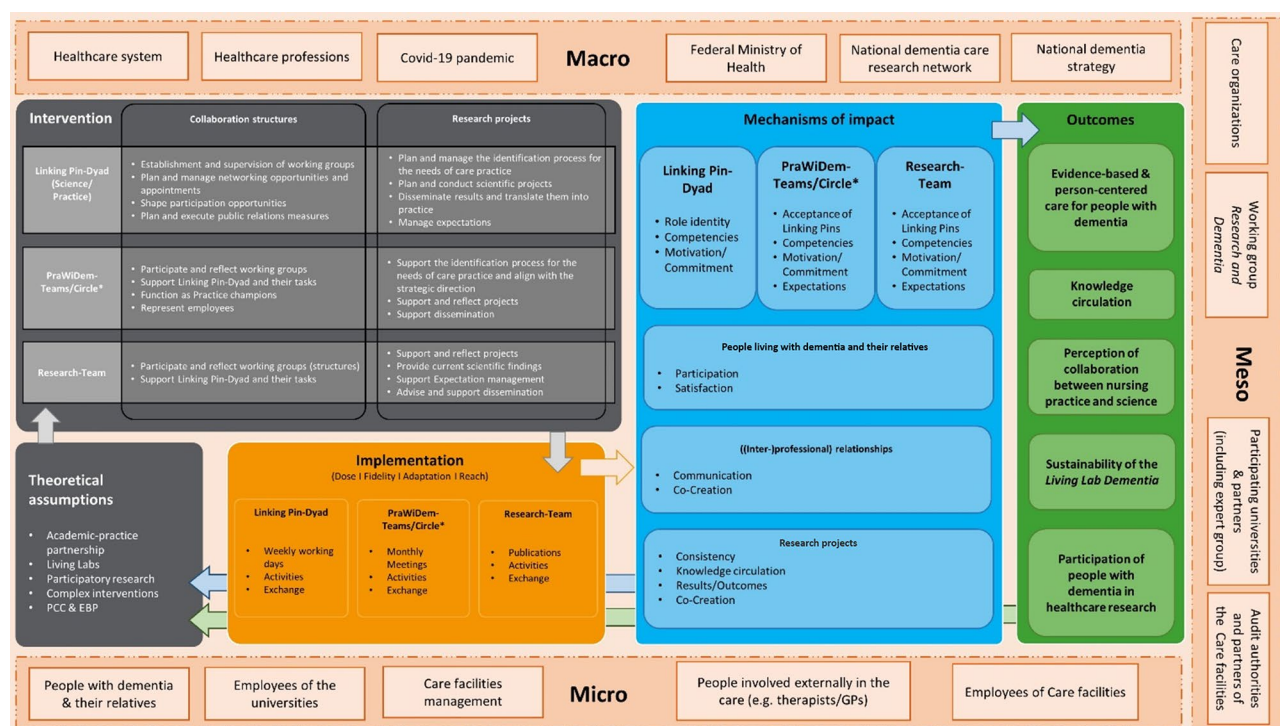 Healthcare system
Healthcare professions
Covid-19 pandemic
Macro
Federal Ministry of
Health
National dementia care
research network
National dementia
strategy
Intervention
Collaboration structures
Research projects
Linking Pin-Dyad
(Science/
Practice)
• Establishment and supervision of working groups
• Plan and manage networking opportunities and
appointments
• Shape participation opportunities
• Plan and execute public relations measures
• Plan and manage the identification process for
the needs of care practice
• Plan and conduct scientific projects
• Disseminate results and translate them into
practice
• Manage expectations
PraWiDem-
Teams/Circle*
• Participate and reflect working groups
• Support Linking Pin-Dyad and their tasks
• Function as Practice champions
• Represent employees
• Support the identification process for the
needs of care practice and align with the
strategic direction
• Support and reflect projects
• Support dissemination
Research-Team
• Participate and reflect working groups (structures)
• Support Linking Pin-Dyad and their tasks
• Support and reflect projects
• Provide current scientific findings
• Support Expectation management
• Advise and support dissemination
Theoretical
assumptions
• Academic-practice
partnership
• Living Labs
• Participatory research
• Complex interventions
• PCC & EBP
Implementation
(Dose I Fidelity I Adaptation I Reach)
Linking Pin-Dyad
• Weekly working
days
• Activities
• Exchange
PraWiDem-
Teams/Circle*
• Monthly
Meetings
• Activities
• Exchange
Research-Team
• Publications
• Activities
• Exchange
Mechanisms of impact
Linking Pin-
Dyad
• Role identity
• Competencies
• Motivation/
Commitment
PraWiDem-
Teams/Circle*
• Acceptance of
Linking Pins
• Competencies
• Motivation/
Commitment
• Expectations
Research-
Team
• Acceptance of
Linking Pins
• Competencies
• Motivation/
Commitment
• Expectations
People living with dementia and their relatives
• Participation
• Satisfaction
((Inter-)professional) relationships
• Communication
• Co-Creation
Research projects
• Consistency
• Knowledge circulation
• Results/Outcomes
• Co-Creation
Outcomes
Evidence-based &
person-centered
care for people with
dementia
Knowledge
circulation
Perception of
collaboration
between nursing
practice and science
Sustainability of the
Living Lab Dementia
Participation of
people with
dementia in
healthcare research
Care organizations
Working group
Research and
Dementia
Meso
Participating universities
& partners
(including expert group)
Audit authorities
and partners of
the Care facilities
People with dementia
& their relatives
Employees of the
universities
Care facilities
management
Micro
People involved externally in the
care (e.g. therapists/GPs)
Employees of Care facilities